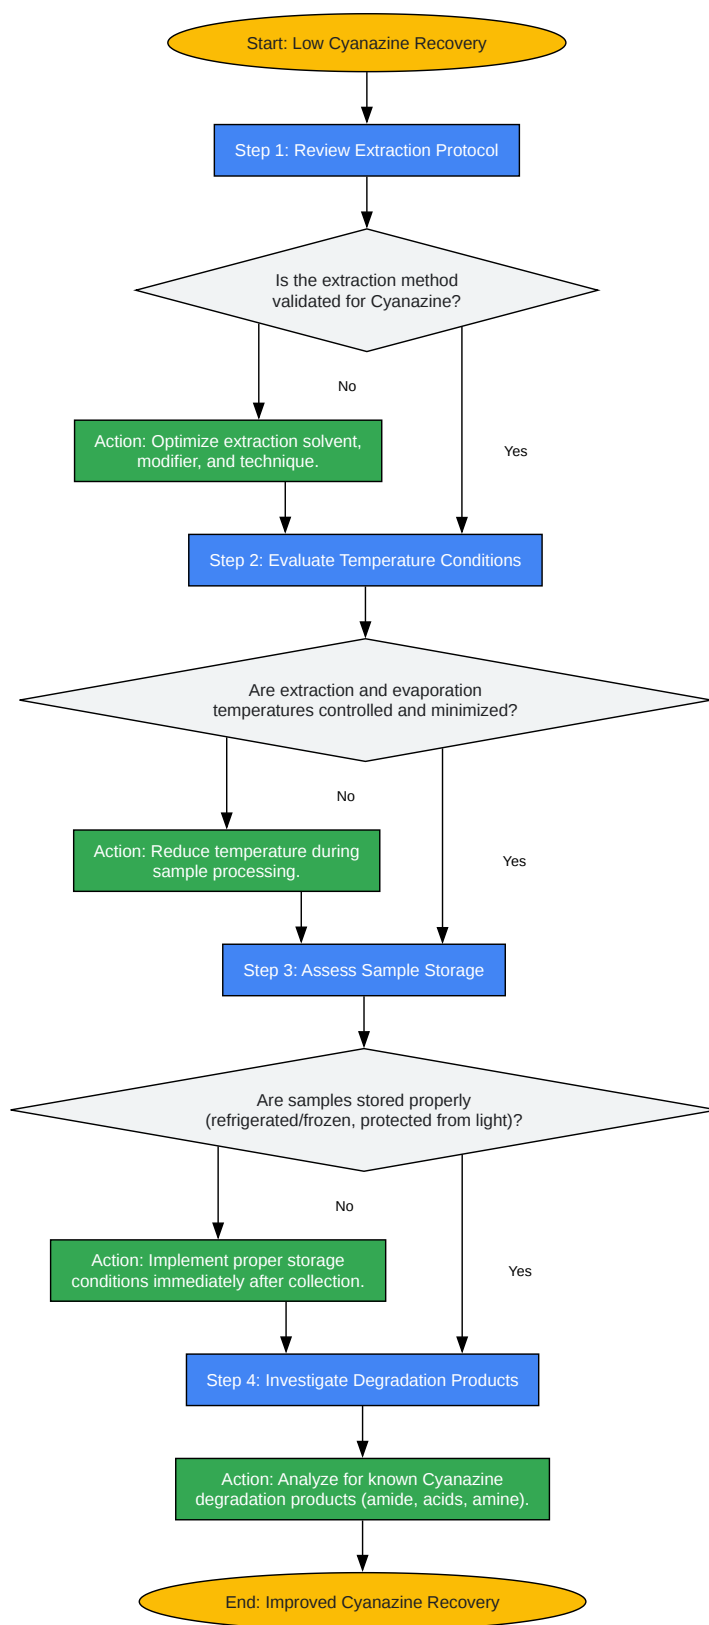 Start: Low Cyanazine Recovery
Step 1: Review Extraction Protocol
Is the extraction method
validated for Cyanazine?
No
Action: Optimize extraction solvent,
modifier, and technique.
Yes
Step 2: Evaluate Temperature Conditions
Are extraction and evaporation
temperatures controlled and minimized?
No
Action: Reduce temperature during
sample processing.
Yes
Step 3: Assess Sample Storage
Are samples stored properly
(refrigerated/frozen, protected from light)?
No
Action: Implement proper storage
conditions immediately after collection.
Yes
Step 4: Investigate Degradation Products
Action: Analyze for known Cyanazine
degradation products (amide, acids, amine).
End: Improved Cyanazine Recovery